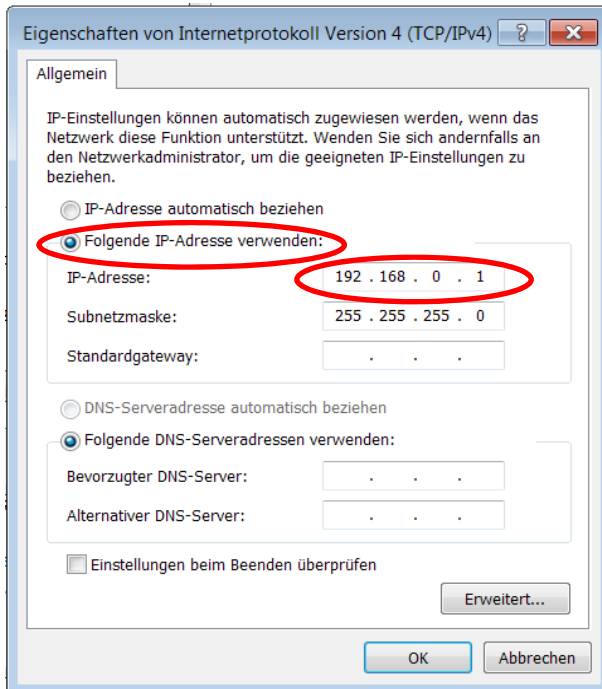 Eigenschaften von Internetprotokoll Version 4 (TCP/IPv4)
Allgemein
IP-Einstellungen können automatisch zugewiesen werden, wenn das
Netzwerk diese Funktion unterstützt. Wenden Sie sich andernfalls an
den Netzwerkadministrator, um die geeigneten IP-Einstellungen zu
beziehen.
IP-Adresse automatisch beziehen
Folgende IP-Adresse verwenden:
IP-Adresse: 192 . 168 . 0 . 1
Subnetzmaske: 255 . 255 . 255 . 0
Standardgateway: . . .
DNS-Serveradresse automatisch beziehen
Folgende DNS-Serveradressen verwenden:
Bevorzugter DNS-Server: . . .
Alternativer DNS-Server: . . .
Einstellungen beim Beenden überprüfen
Erweitert...
OK Abbrechen